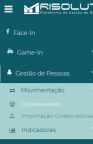 RISOLUT
Plataforma de Gestão de R
Face-In
Game-In
Gestão de Pessoas
Movimentação
Colaboradores
Importação Colaboradores
Indicadores